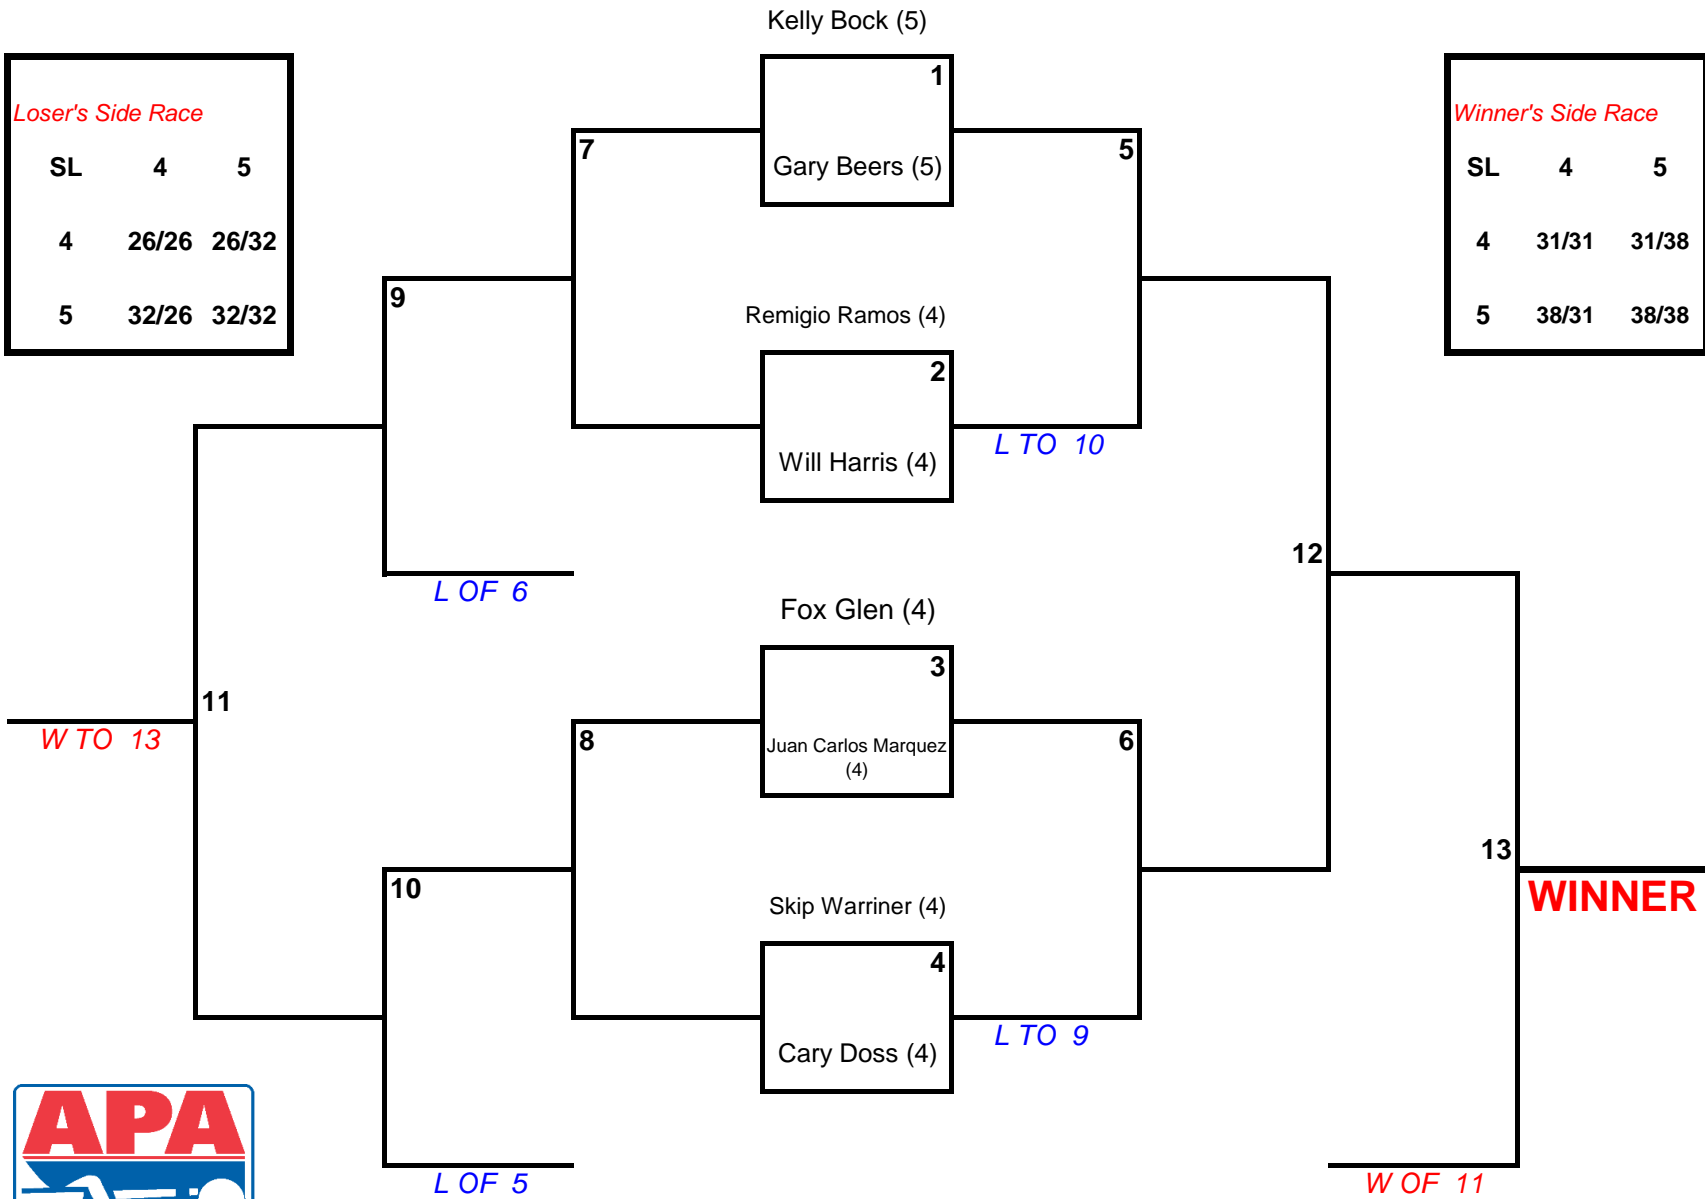 Kelly Bock (5)
1
Loser's Side Race
Winner's Side Race
7
5
SL 4 5
Gary Beers (5)
SL 4 5
4 26/26 26/32
4 31/31 31/38
9
5 32/26 32/32
Remigio Ramos (4)
5 38/31 38/38
2
L TO 10
Will Harris (4)
12
L OF 6
Fox Glen (4)
3
11
W TO 13
8
Juan Carlos Marquez
(4)
6
13
10
WINNER
Skip Warriner (4)
4
L TO 9
Cary Doss (4)
APA
L OF 5
W OF 11